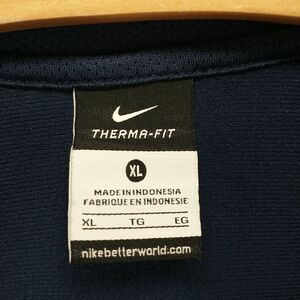 THERMA-FIT
XL
MADE IN INDONESIA
FABRIQUE EN INDONESIE
XL TG EG
nikebetterworld.com